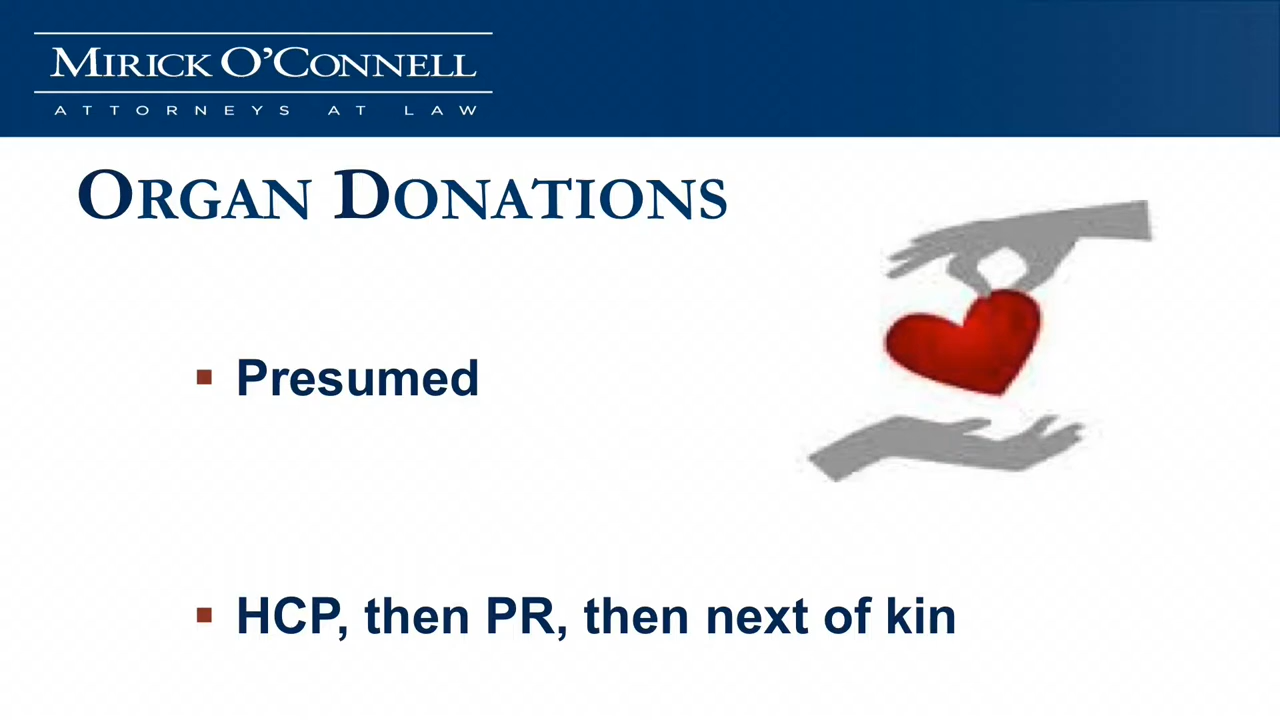 MIRICK O'CONNELL
ATTORNEYS AT LAW
ORGAN DONATIONS
▪ Presumed
▪ HCP, then PR, then next of kin